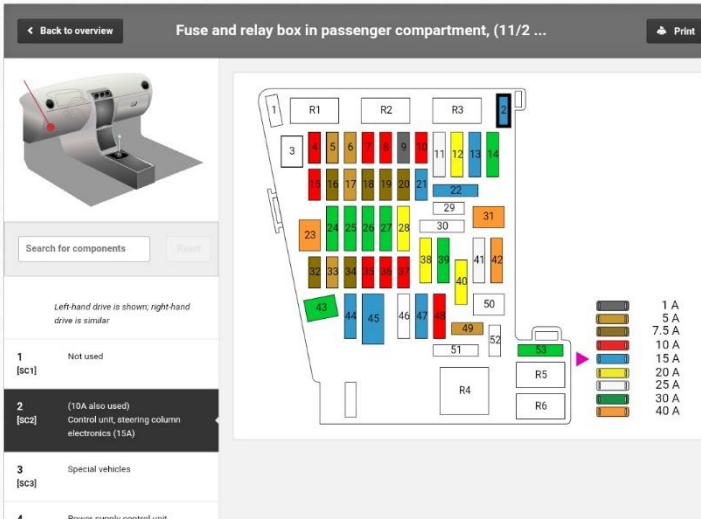 Back to overview
Fuse and relay box in passenger compartment, (11/2 ...
Print
Search for components
Reset
Left-hand drive is shown; right-hand
drive is similar
1
[SC1]
Not used
2
[SC2]
(10A also used)
Control unit, steering column
electronics (15A)
3
[SC3]
Special vehicles
4
Power supply control unit
1 R1 R2 R3 2
3 4 5 6 7 8 9 10 11 12 13 14
15 16 17 18 19 20 21 22
29
30 31
23 24 25 26 27 28
38 39 40 41 42
32 33 34 35 36 37
43 44 45 46 47 48 49 50
51 52 53
R4 R5
R6
1 A
5 A
7.5 A
10 A
15 A
20 A
25 A
30 A
40 A